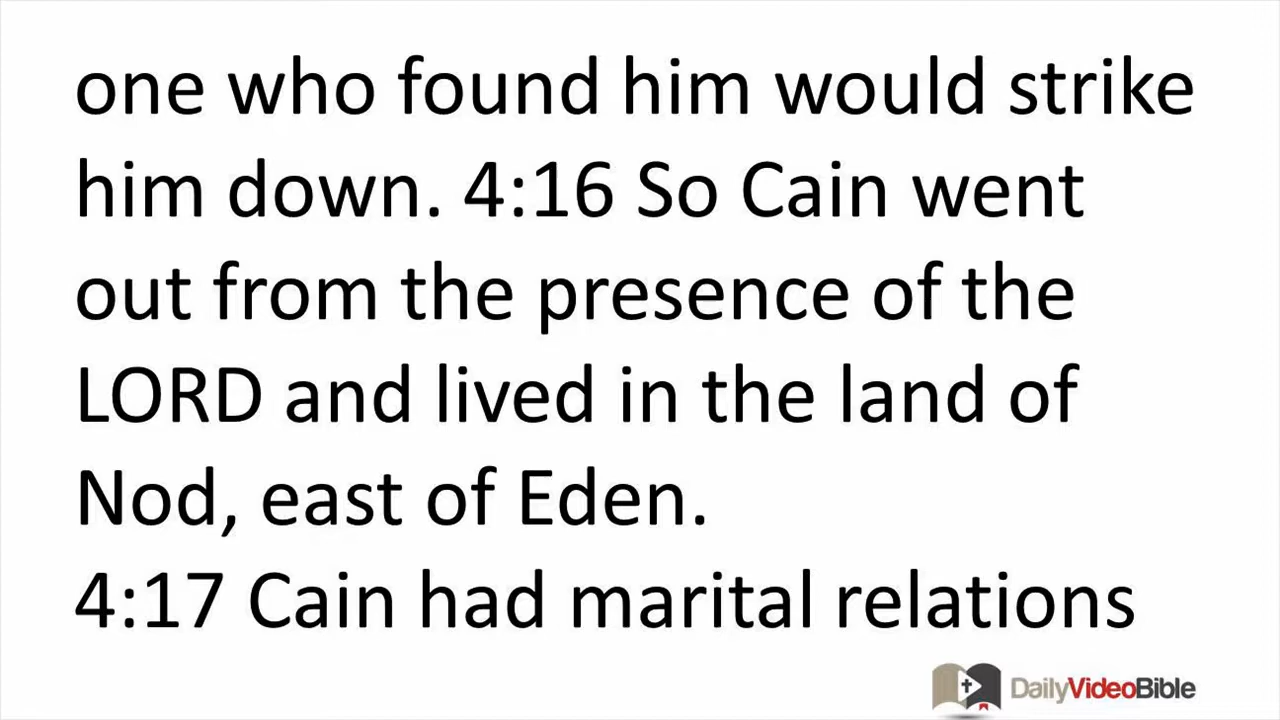 one who found him would strike
him down. 4:16 So Cain went
out from the presence of the
LORD and lived in the land of
Nod, east of Eden.
4:17 Cain had marital relations
DailyVideoBible